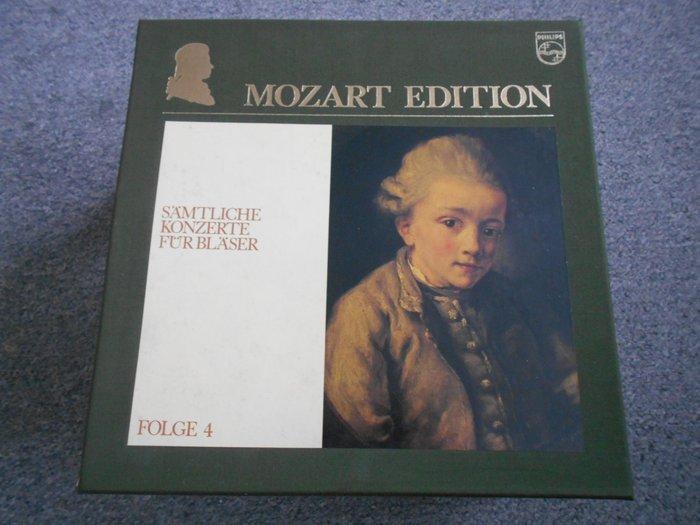 PHILIPS
MOZART EDITION
SÄMTLICHE
KONZERTE
FÜR BLÄSER
FOLGE 4